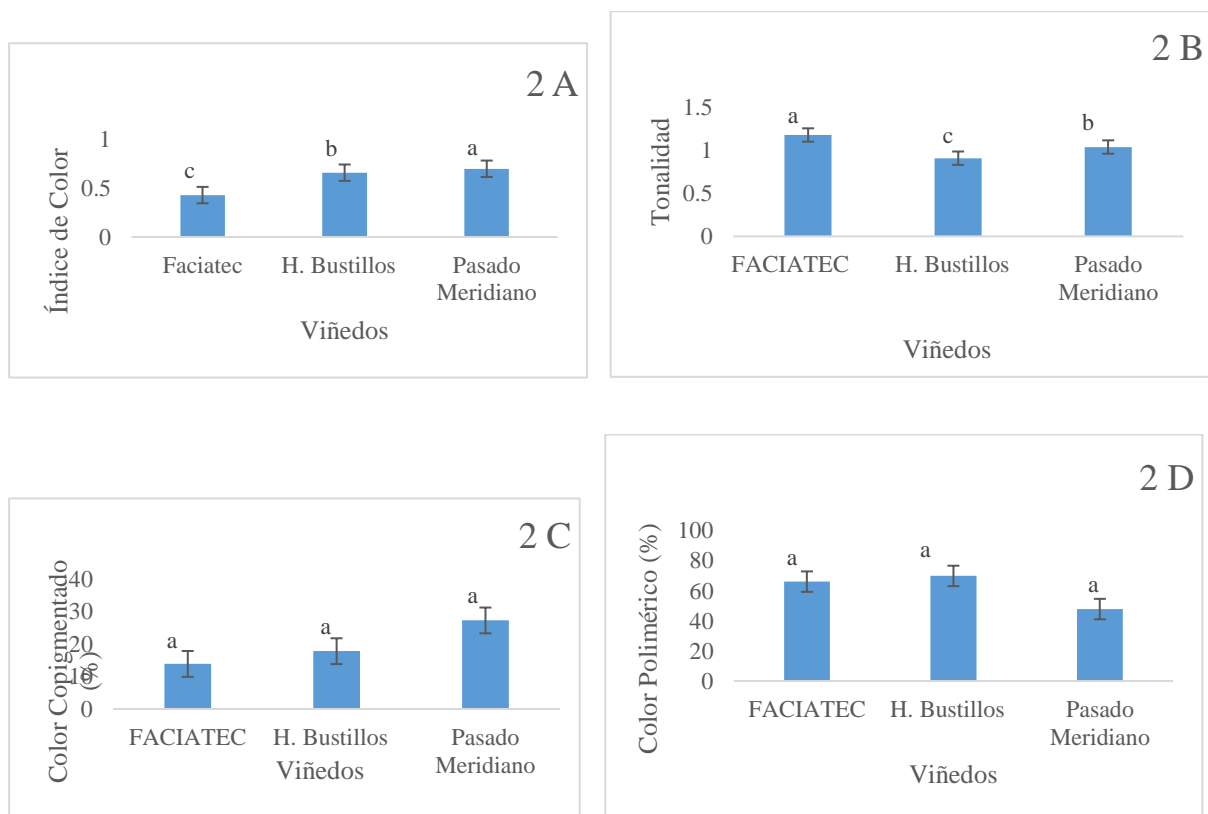 2 A
Índice de Color
1
0.5
0
c
b
a
Faciatec
H. Bustillos
Pasado
Meridiano
Viñedos
2 B
Tonalidad
1.5
1
0.5
0
a
c
b
FACIATEC
H. Bustillos
Pasado
Meridiano
Viñedos
2 C
Color Copigmentado
(%)
40
30
20
10
0
a
a
a
FACIATEC
H. Bustillos
Pasado
Meridiano
Viñedos
2 D
Color Polimérico (%)
100
80
60
40
20
0
a
a
a
FACIATEC
H. Bustillos
Pasado
Meridiano
Viñedos